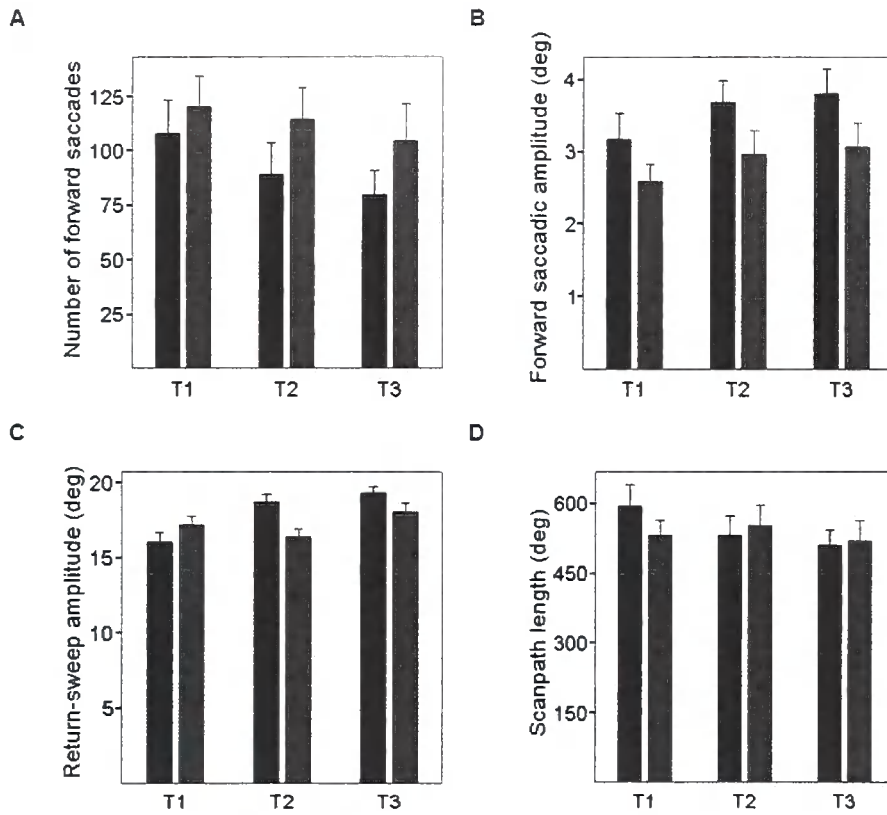 A
Number of forward saccades
125
100
75
50
25
T1 T2 T3
B
Forward saccadic amplitude (deg)
4
3
2
1
T1 T2 T3
C
Return-sweep amplitude (deg)
20
15
10
5
T1 T2 T3
D
Scanpath length (deg)
600
450
300
150
T1 T2 T3